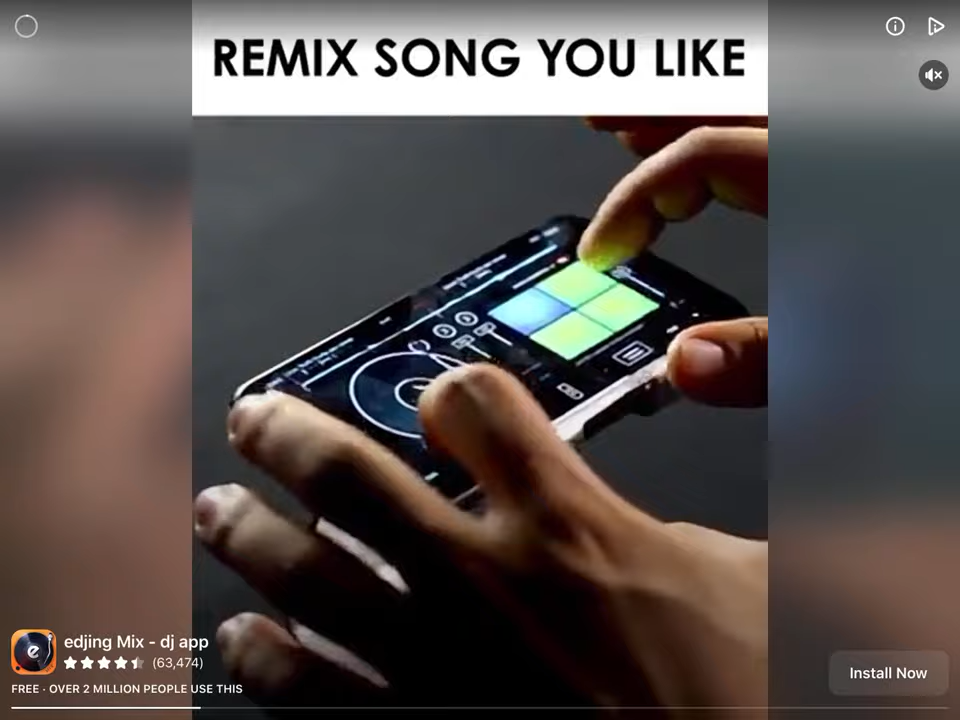 REMIX SONG YOU LIKE
edjing Mix - dj app
(63,474)
FREE · OVER 2 MILLION PEOPLE USE THIS
Install Now